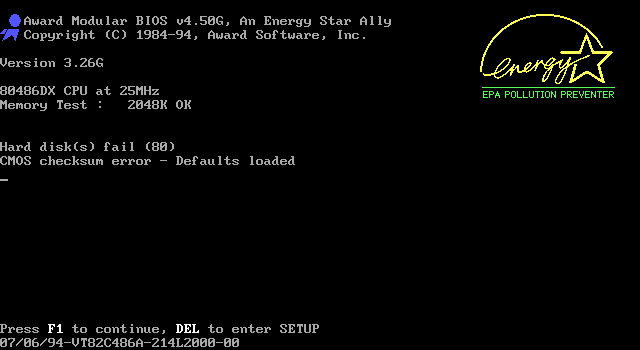 Award Modular BIOS v4.50G, An Energy Star Ally
Copyright (C) 1984-94, Award Software, Inc.
energy
EPA POLLUTION PREVENTER
Version 3.26G
80486DX CPU at 25MHz
Memory Test :   2048K OK
Hard disk(s) fail (80)
CMOS checksum error - Defaults loaded
_
Press F1 to continue, DEL to enter SETUP
07/06/94-VT82C486A-214L2000-00